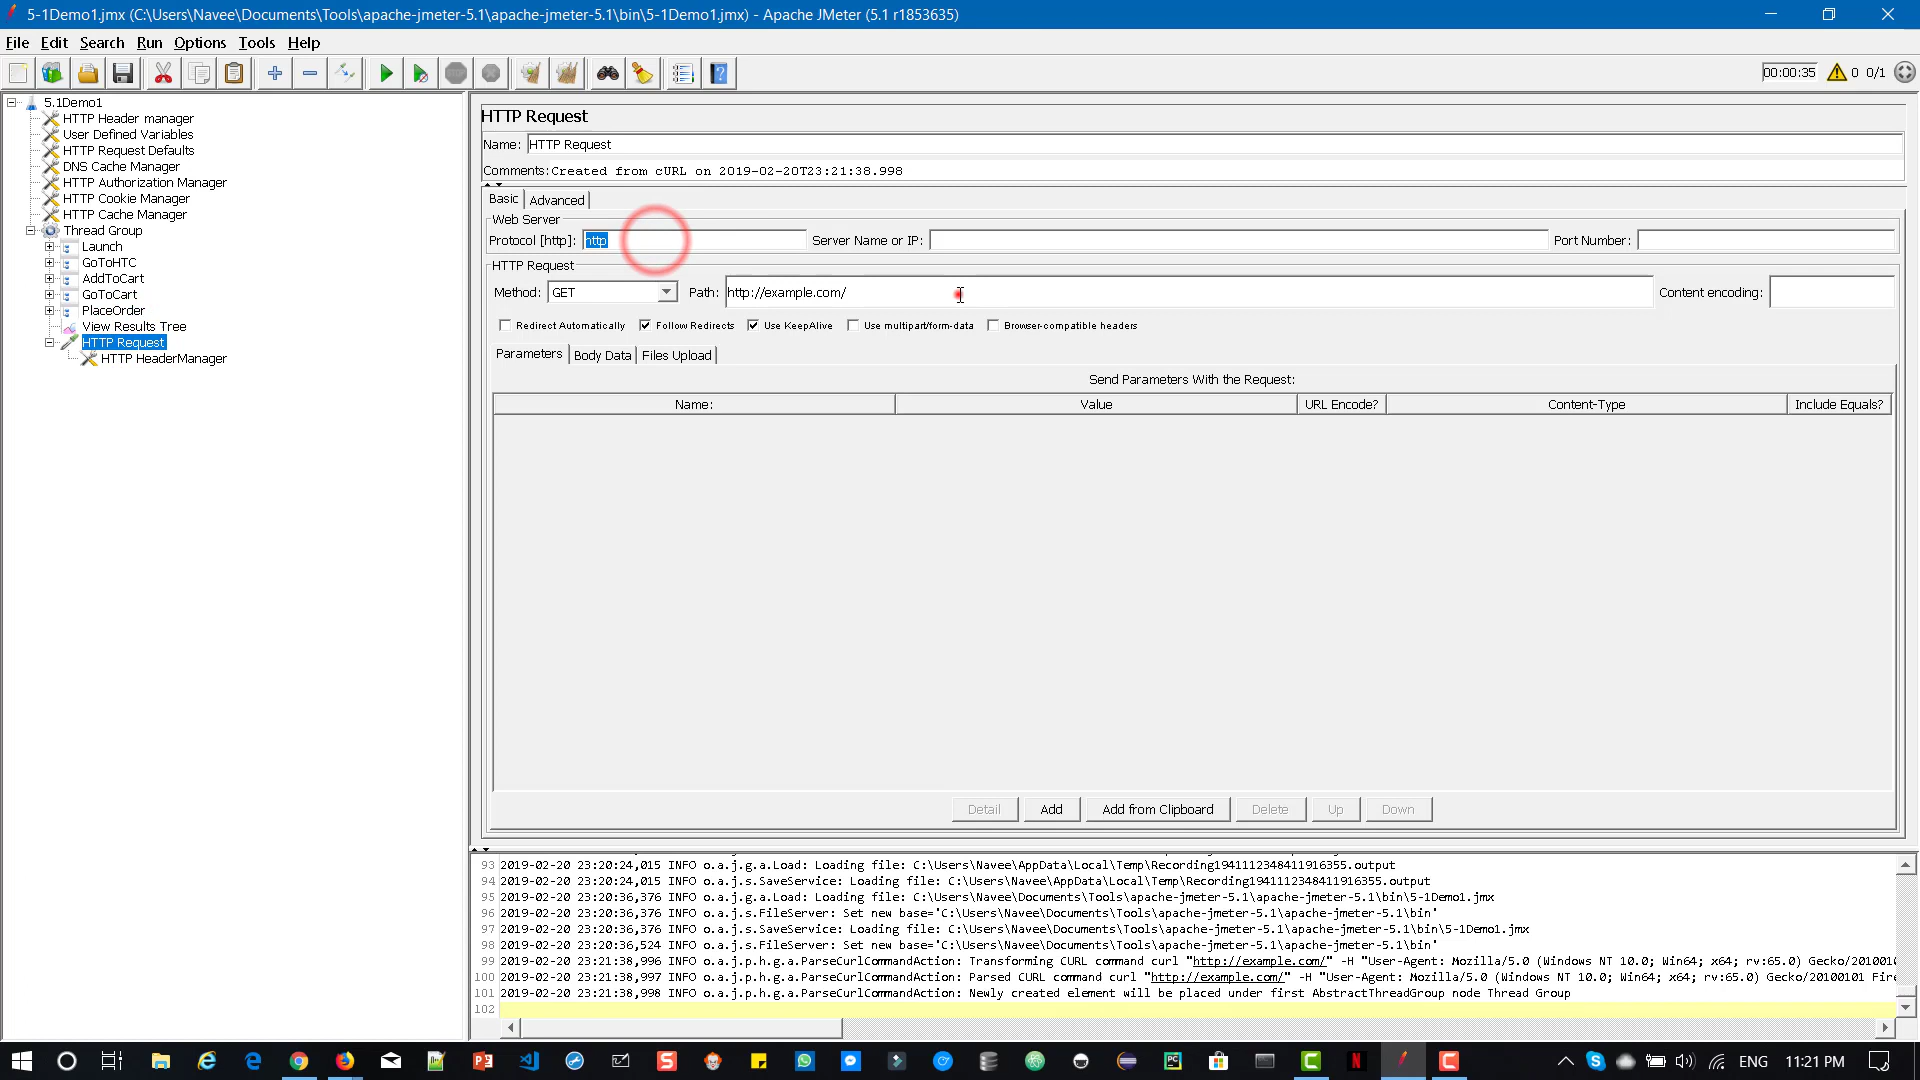 5-1Demo1.jmx (C:\Users\Navee\Documents\Tools\apache-jmeter-5.1\apache-jmeter-5.1\bin\5-1Demo1.jmx) - Apache JMeter (5.1 r1853635)
File Edit Search Run Options Tools Help
00:00:35 0 0/1
5.1Demo1
HTTP Header manager
User Defined Variables
HTTP Request Defaults
DNS Cache Manager
HTTP Authorization Manager
HTTP Cookie Manager
HTTP Cache Manager
Thread Group
Launch
GoToHTC
AddToCart
GoToCart
PlaceOrder
View Results Tree
HTTP Request
HTTP HeaderManager
HTTP Request
Name: HTTP Request
Comments: Created from cURL on 2019-02-20T23:21:38.998
Basic Advanced
Web Server
Protocol [http]: http Server Name or IP: Port Number:
HTTP Request
Method: GET Path: http://example.com/ Content encoding:
Redirect Automatically Follow Redirects Use KeepAlive Use multipart/form-data Browser-compatible headers
Parameters Body Data Files Upload
Send Parameters With the Request:
Name: Value URL Encode? Content-Type Include Equals?
Detail Add Add from Clipboard Delete Up Down
93 2019-02-20 23:20:24,015 INFO o.a.j.g.a.Load: Loading file: C:\Users\Navee\AppData\Local\Temp\Recording1941112348411916355.output
94 2019-02-20 23:20:24,015 INFO o.a.j.s.SaveService: Loading file: C:\Users\Navee\AppData\Local\Temp\Recording1941112348411916355.output
95 2019-02-20 23:20:36,376 INFO o.a.j.g.a.Load: Loading file: C:\Users\Navee\Documents\Tools\apache-jmeter-5.1\apache-jmeter-5.1\bin\5-1Demo1.jmx
96 2019-02-20 23:20:36,376 INFO o.a.j.s.FileServer: Set new base='C:\Users\Navee\Documents\Tools\apache-jmeter-5.1\apache-jmeter-5.1\bin'
97 2019-02-20 23:20:36,376 INFO o.a.j.s.SaveService: Loading file: C:\Users\Navee\Documents\Tools\apache-jmeter-5.1\apache-jmeter-5.1\bin\5-1Demo1.jmx
98 2019-02-20 23:20:36,524 INFO o.a.j.s.FileServer: Set new base='C:\Users\Navee\Documents\Tools\apache-jmeter-5.1\apache-jmeter-5.1\bin'
99 2019-02-20 23:21:38,996 INFO o.a.j.p.h.g.a.ParseCurlCommandAction: Transforming CURL command curl "http://example.com/" -H "User-Agent: Mozilla/5.0 (Windows NT 10.0; Win64; x64; rv:65.0) Gecko/2010010
100 2019-02-20 23:21:38,997 INFO o.a.j.p.h.g.a.ParseCurlCommandAction: Parsed CURL command curl "http://example.com/" -H "User-Agent: Mozilla/5.0 (Windows NT 10.0; Win64; x64; rv:65.0) Gecko/20100101 Fire
101 2019-02-20 23:21:38,998 INFO o.a.j.p.h.g.a.ParseCurlCommandAction: Newly created element will be placed under first AbstractThreadGroup node Thread Group
102
ENG 11:21 PM